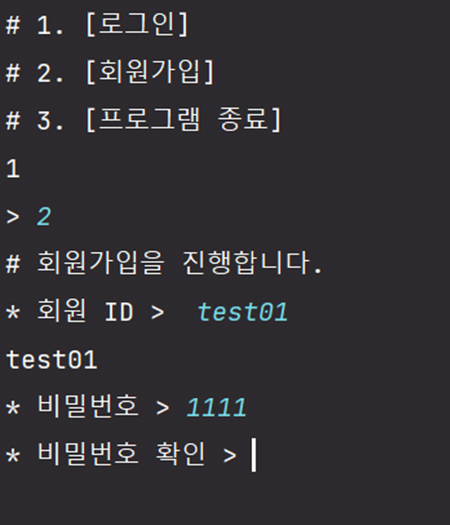 # 1. [로그인]
# 2. [회원가입]
# 3. [프로그램 종료]
1
> 2
# 회원가입을 진행합니다.
* 회원 ID > test01
test01
* 비밀번호 > 1111
* 비밀번호 확인 >